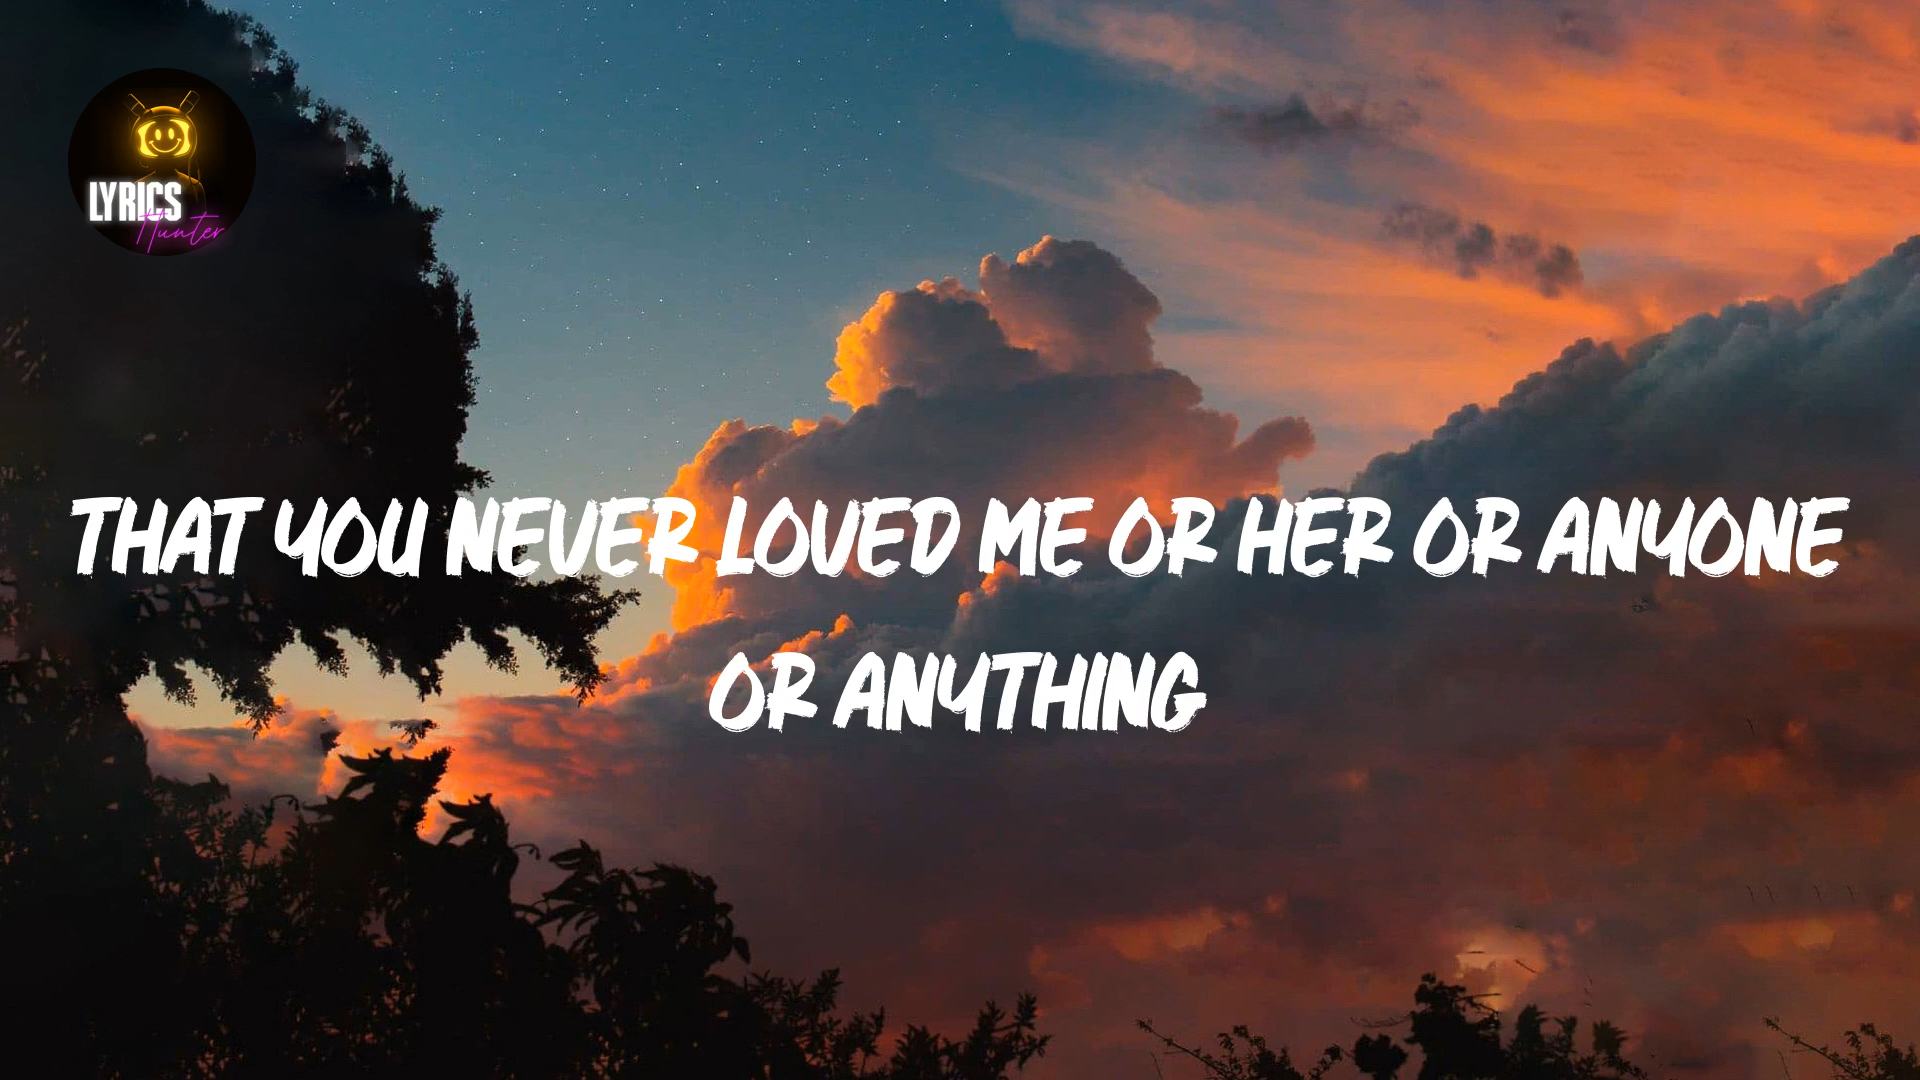 LYRICS
Hunter
THAT YOU NEVER LOVED ME OR HER OR ANYONE
OR ANYTHING